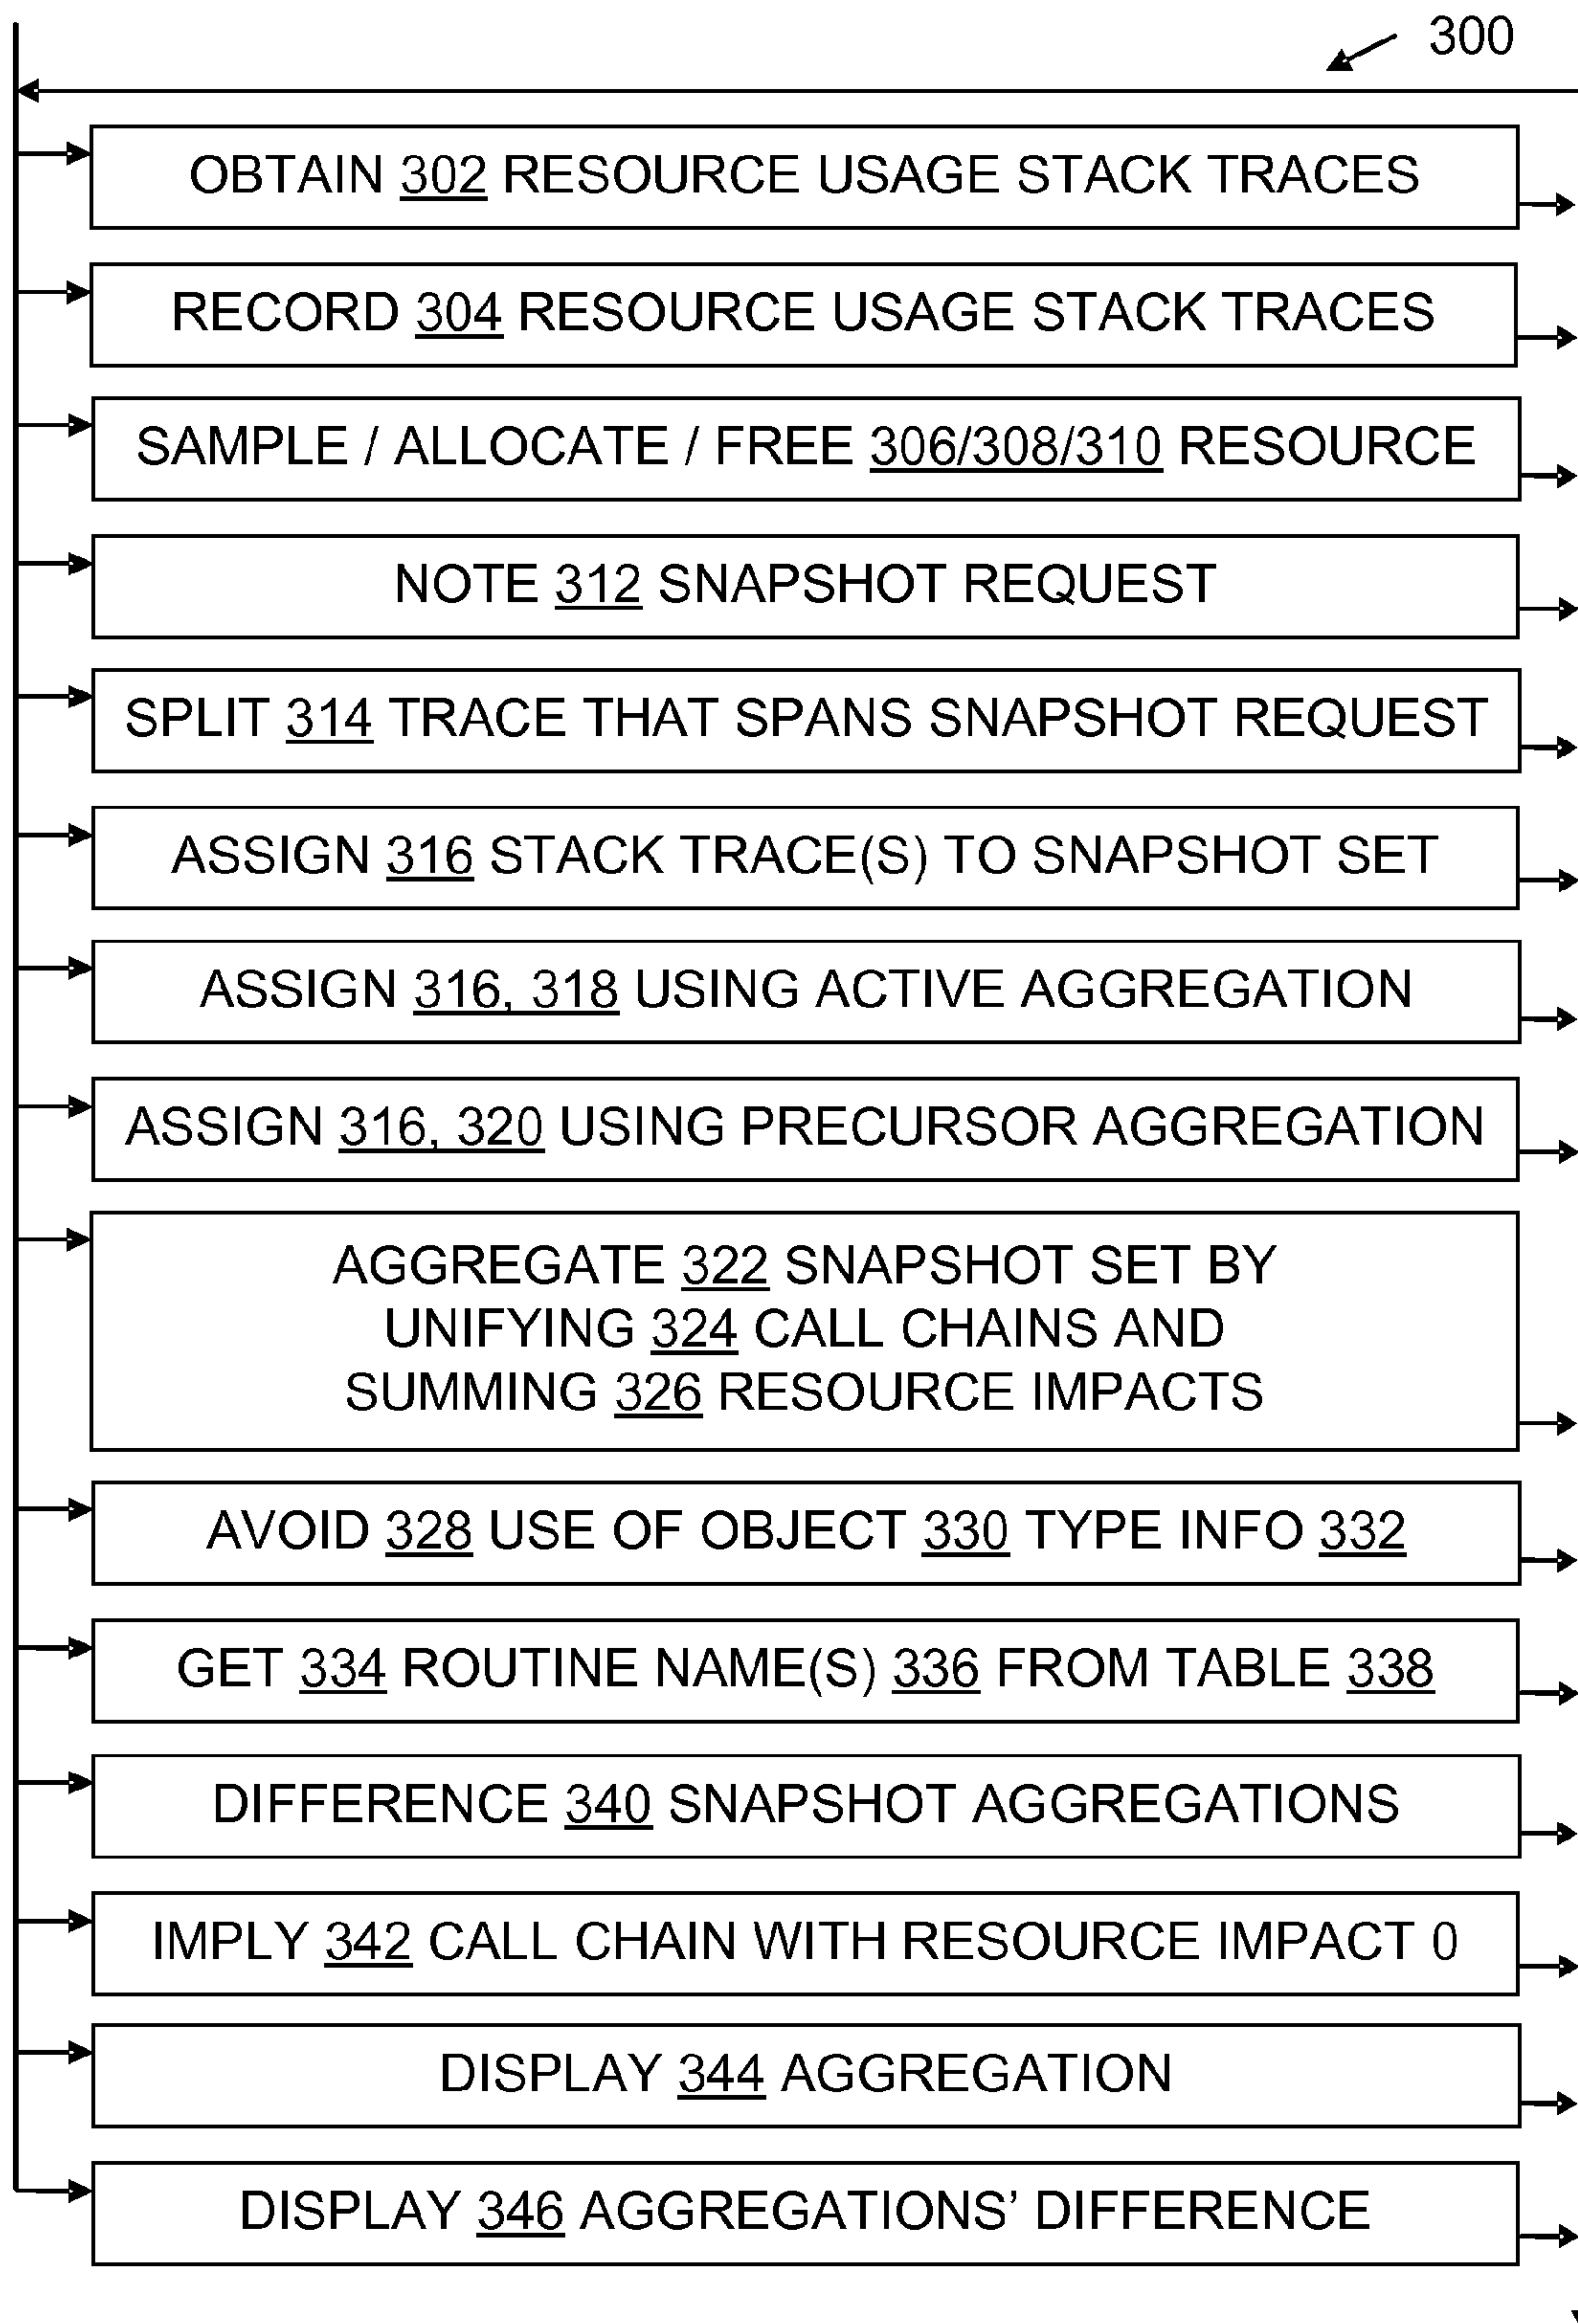 300
OBTAIN 302 RESOURCE USAGE STACK TRACES
RECORD 304 RESOURCE USAGE STACK TRACES
SAMPLE / ALLOCATE / FREE 306/308/310 RESOURCE
NOTE 312 SNAPSHOT REQUEST
SPLIT 314 TRACE THAT SPANS SNAPSHOT REQUEST
ASSIGN 316 STACK TRACE(S) TO SNAPSHOT SET
ASSIGN 316, 318 USING ACTIVE AGGREGATION
ASSIGN 316, 320 USING PRECURSOR AGGREGATION
AGGREGATE 322 SNAPSHOT SET BY
UNIFYING 324 CALL CHAINS AND
SUMMING 326 RESOURCE IMPACTS
AVOID 328 USE OF OBJECT 330 TYPE INFO 332
GET 334 ROUTINE NAME(S) 336 FROM TABLE 338
DIFFERENCE 340 SNAPSHOT AGGREGATIONS
IMPLY 342 CALL CHAIN WITH RESOURCE IMPACT 0
DISPLAY 344 AGGREGATION
DISPLAY 346 AGGREGATIONS’ DIFFERENCE